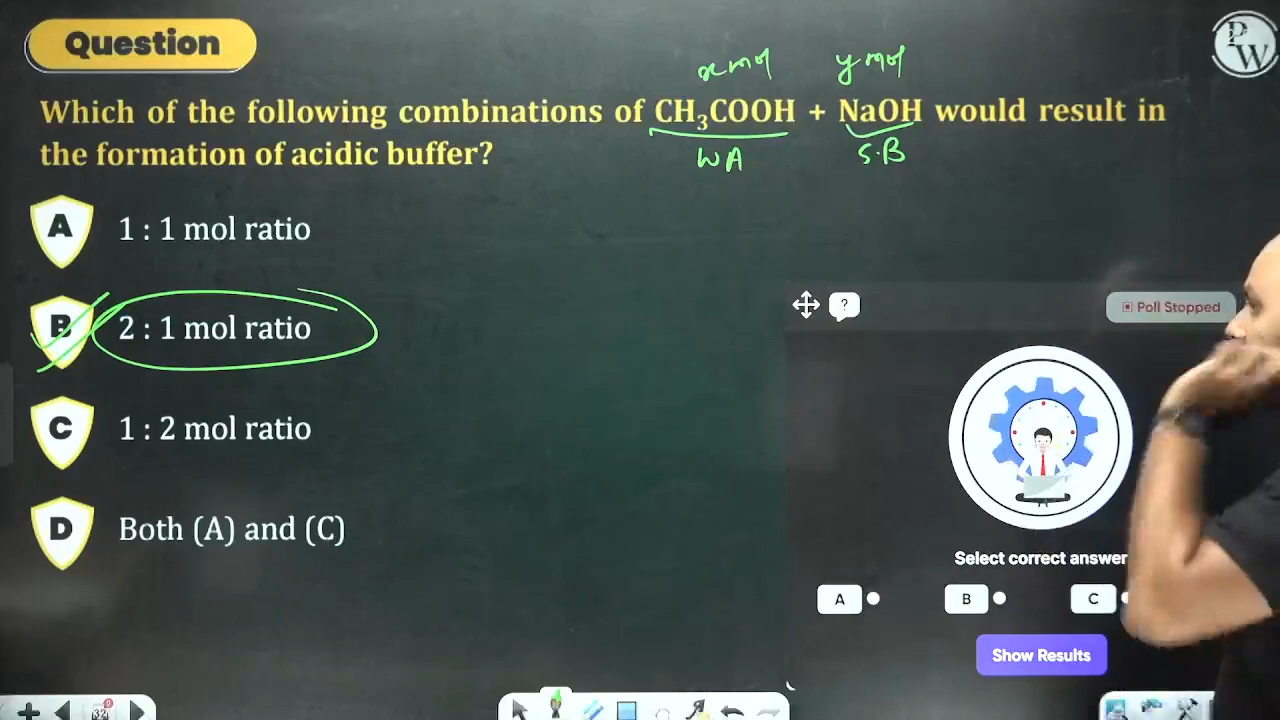 Question
PW
x mol y mol
Which of the following combinations of CH₃COOH + NaOH would result in
the formation of acidic buffer?
WA S.B
A 1 : 1 mol ratio
B 2 : 1 mol ratio
C 1 : 2 mol ratio
D Both (A) and (C)
?
Poll Stopped
Select correct answer
A B C
Show Results